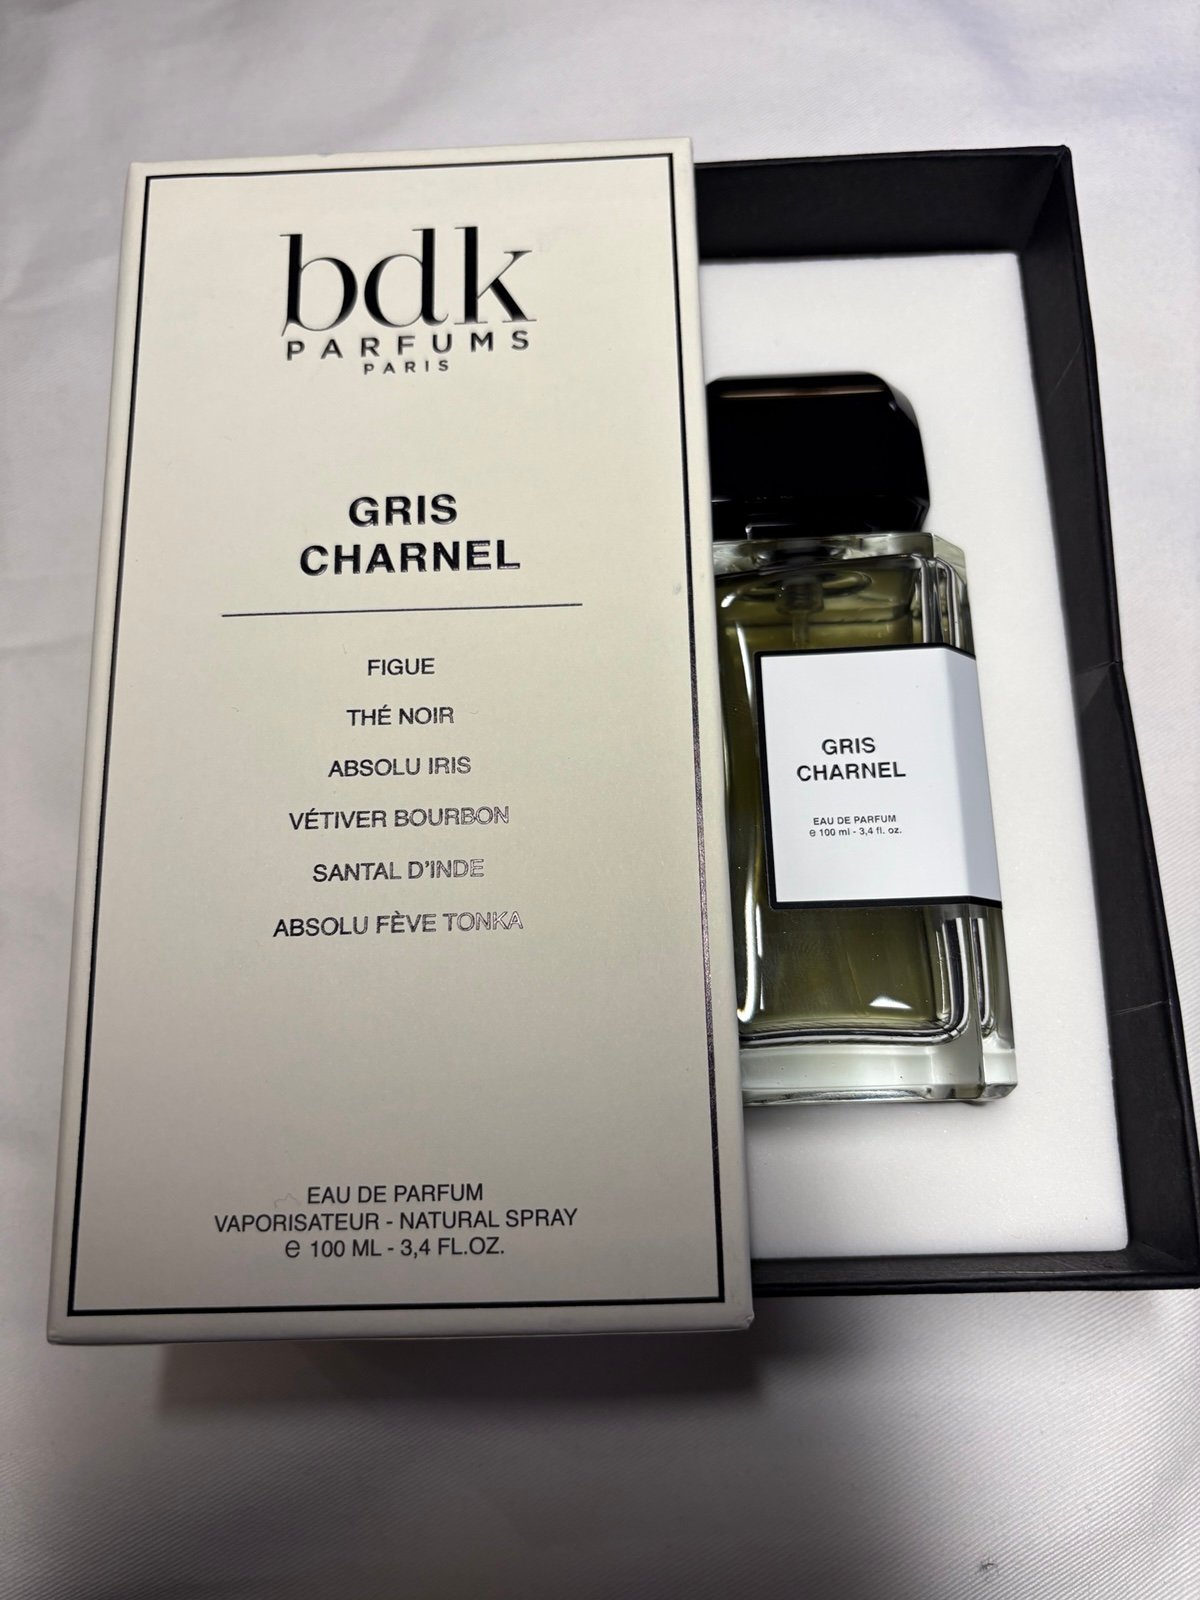 bdk
PARFUMS
PARIS
GRIS
CHARNEL
FIGUE
THÉ NOIR
ABSOLU IRIS
VÉTIVER BOURBON
SANTAL D'INDE
ABSOLU FÈVE TONKA
EAU DE PARFUM
VAPORISATEUR - NATURAL SPRAY
℮ 100 ML - 3,4 FL.OZ.
GRIS
CHARNEL
EAU DE PARFUM
℮ 100 ml - 3,4 fl. oz.